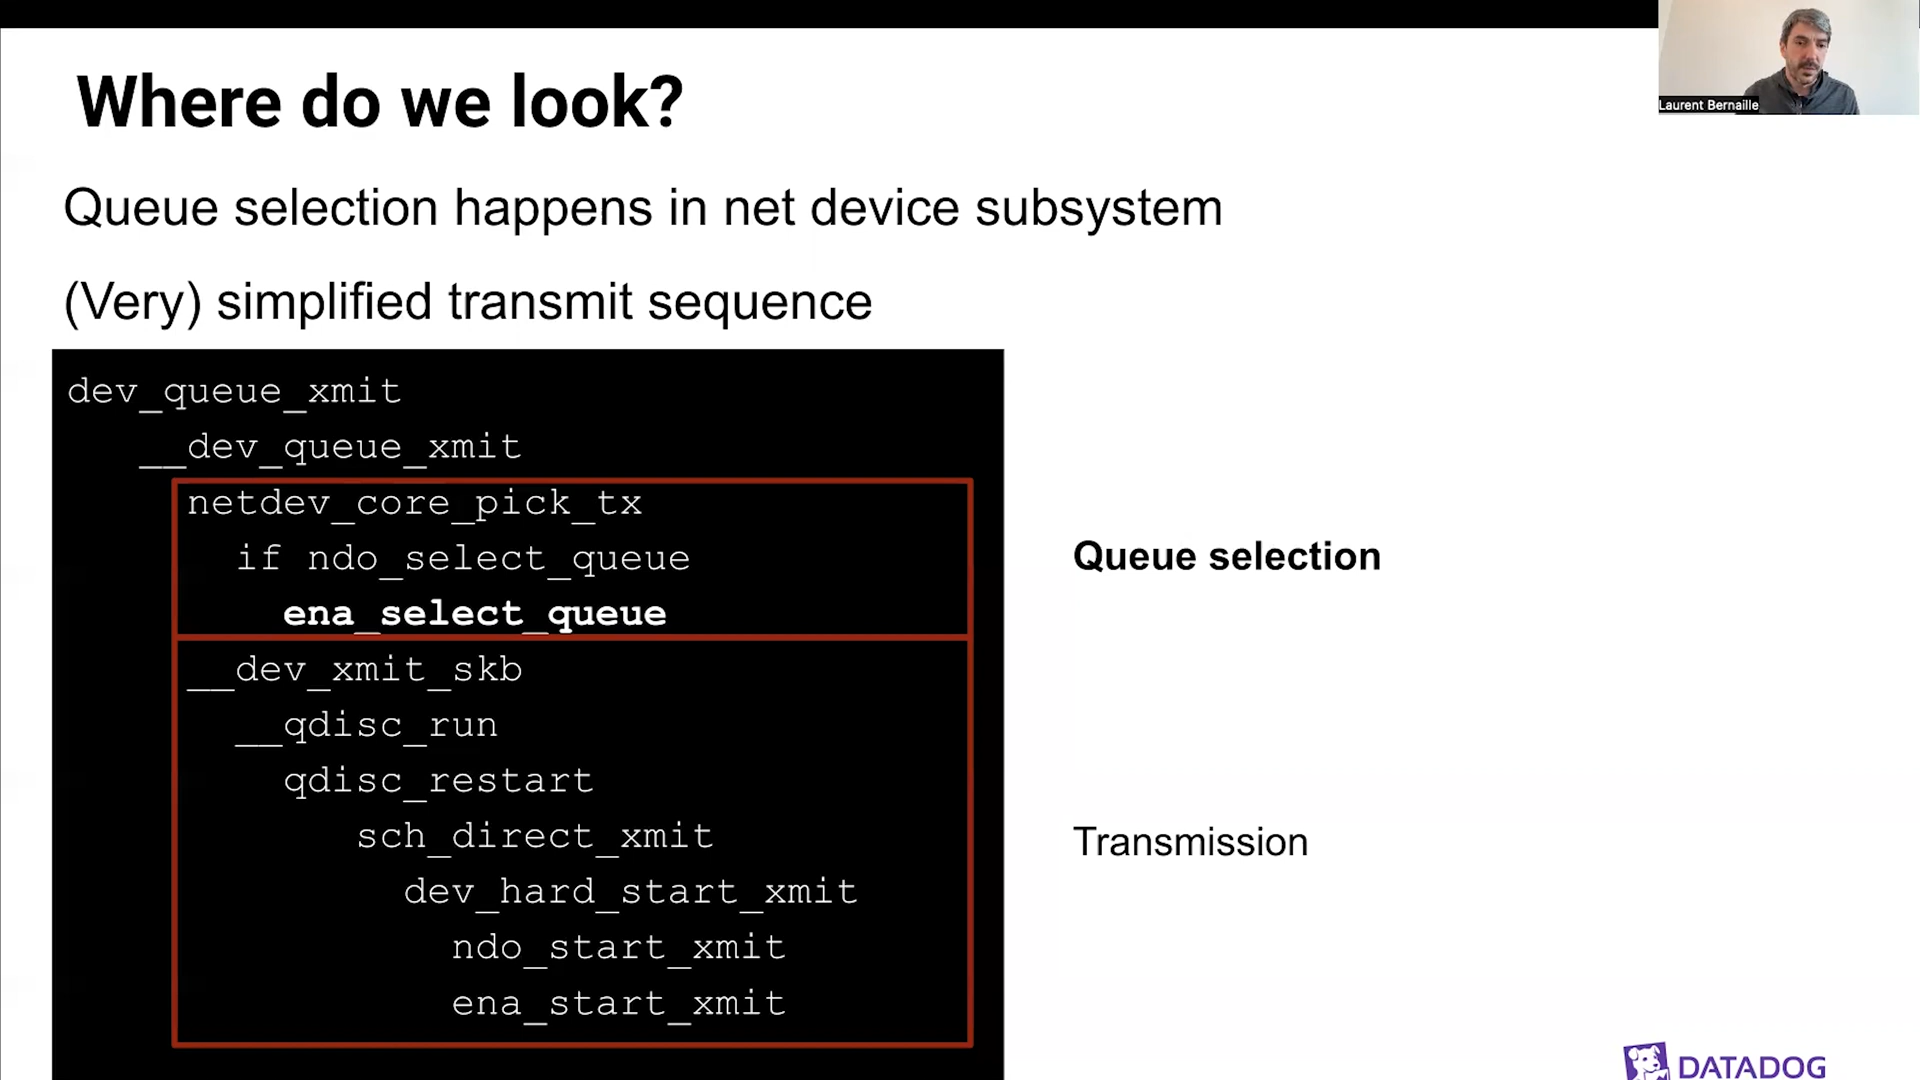 Where do we look?
Laurent Bernaille
Queue selection happens in net device subsystem
(Very) simplified transmit sequence
dev_queue_xmit
__dev_queue_xmit
netdev_core_pick_tx
if ndo_select_queue
ena_select_queue
Queue selection
__dev_xmit_skb
__qdisc_run
qdisc_restart
sch_direct_xmit
dev_hard_start_xmit
ndo_start_xmit
ena_start_xmit
Transmission
DATADOG